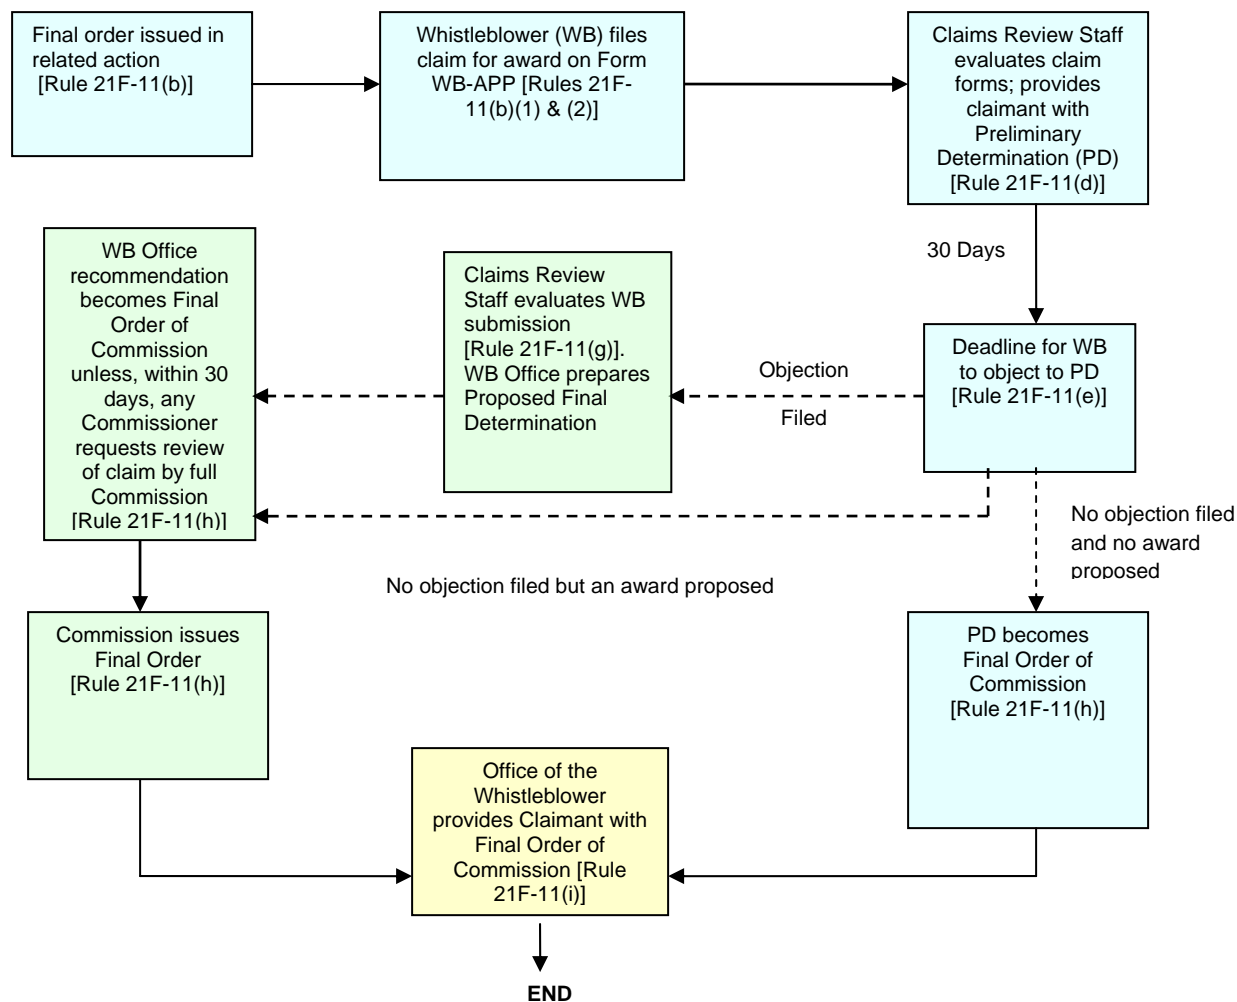 Final order issued in
related action
[Rule 21F-11(b)]
Whistleblower (WB) files
claim for award on Form
WB-APP [Rules 21F-
11(b)(1) & (2)]
Claims Review Staff
evaluates claim
forms; provides
claimant with
Preliminary
Determination (PD)
[Rule 21F-11(d)]
30 Days
WB Office
recommendation
becomes Final
Order of
Commission
unless, within 30
days, any
Commissioner
requests review
of claim by full
Commission
[Rule 21F-11(h)]
Claims Review
Staff evaluates WB
submission
[Rule 21F-11(g)].
WB Office prepares
Proposed Final
Determination
Objection
Filed
Deadline for WB
to object to PD
[Rule 21F-11(e)]
No objection filed
and no award
proposed
No objection filed but an award proposed
Commission issues
Final Order
[Rule 21F-11(h)]
PD becomes
Final Order of
Commission
[Rule 21F-11(h)]
Office of the
Whistleblower
provides Claimant with
Final Order of
Commission [Rule
21F-11(i)]
END